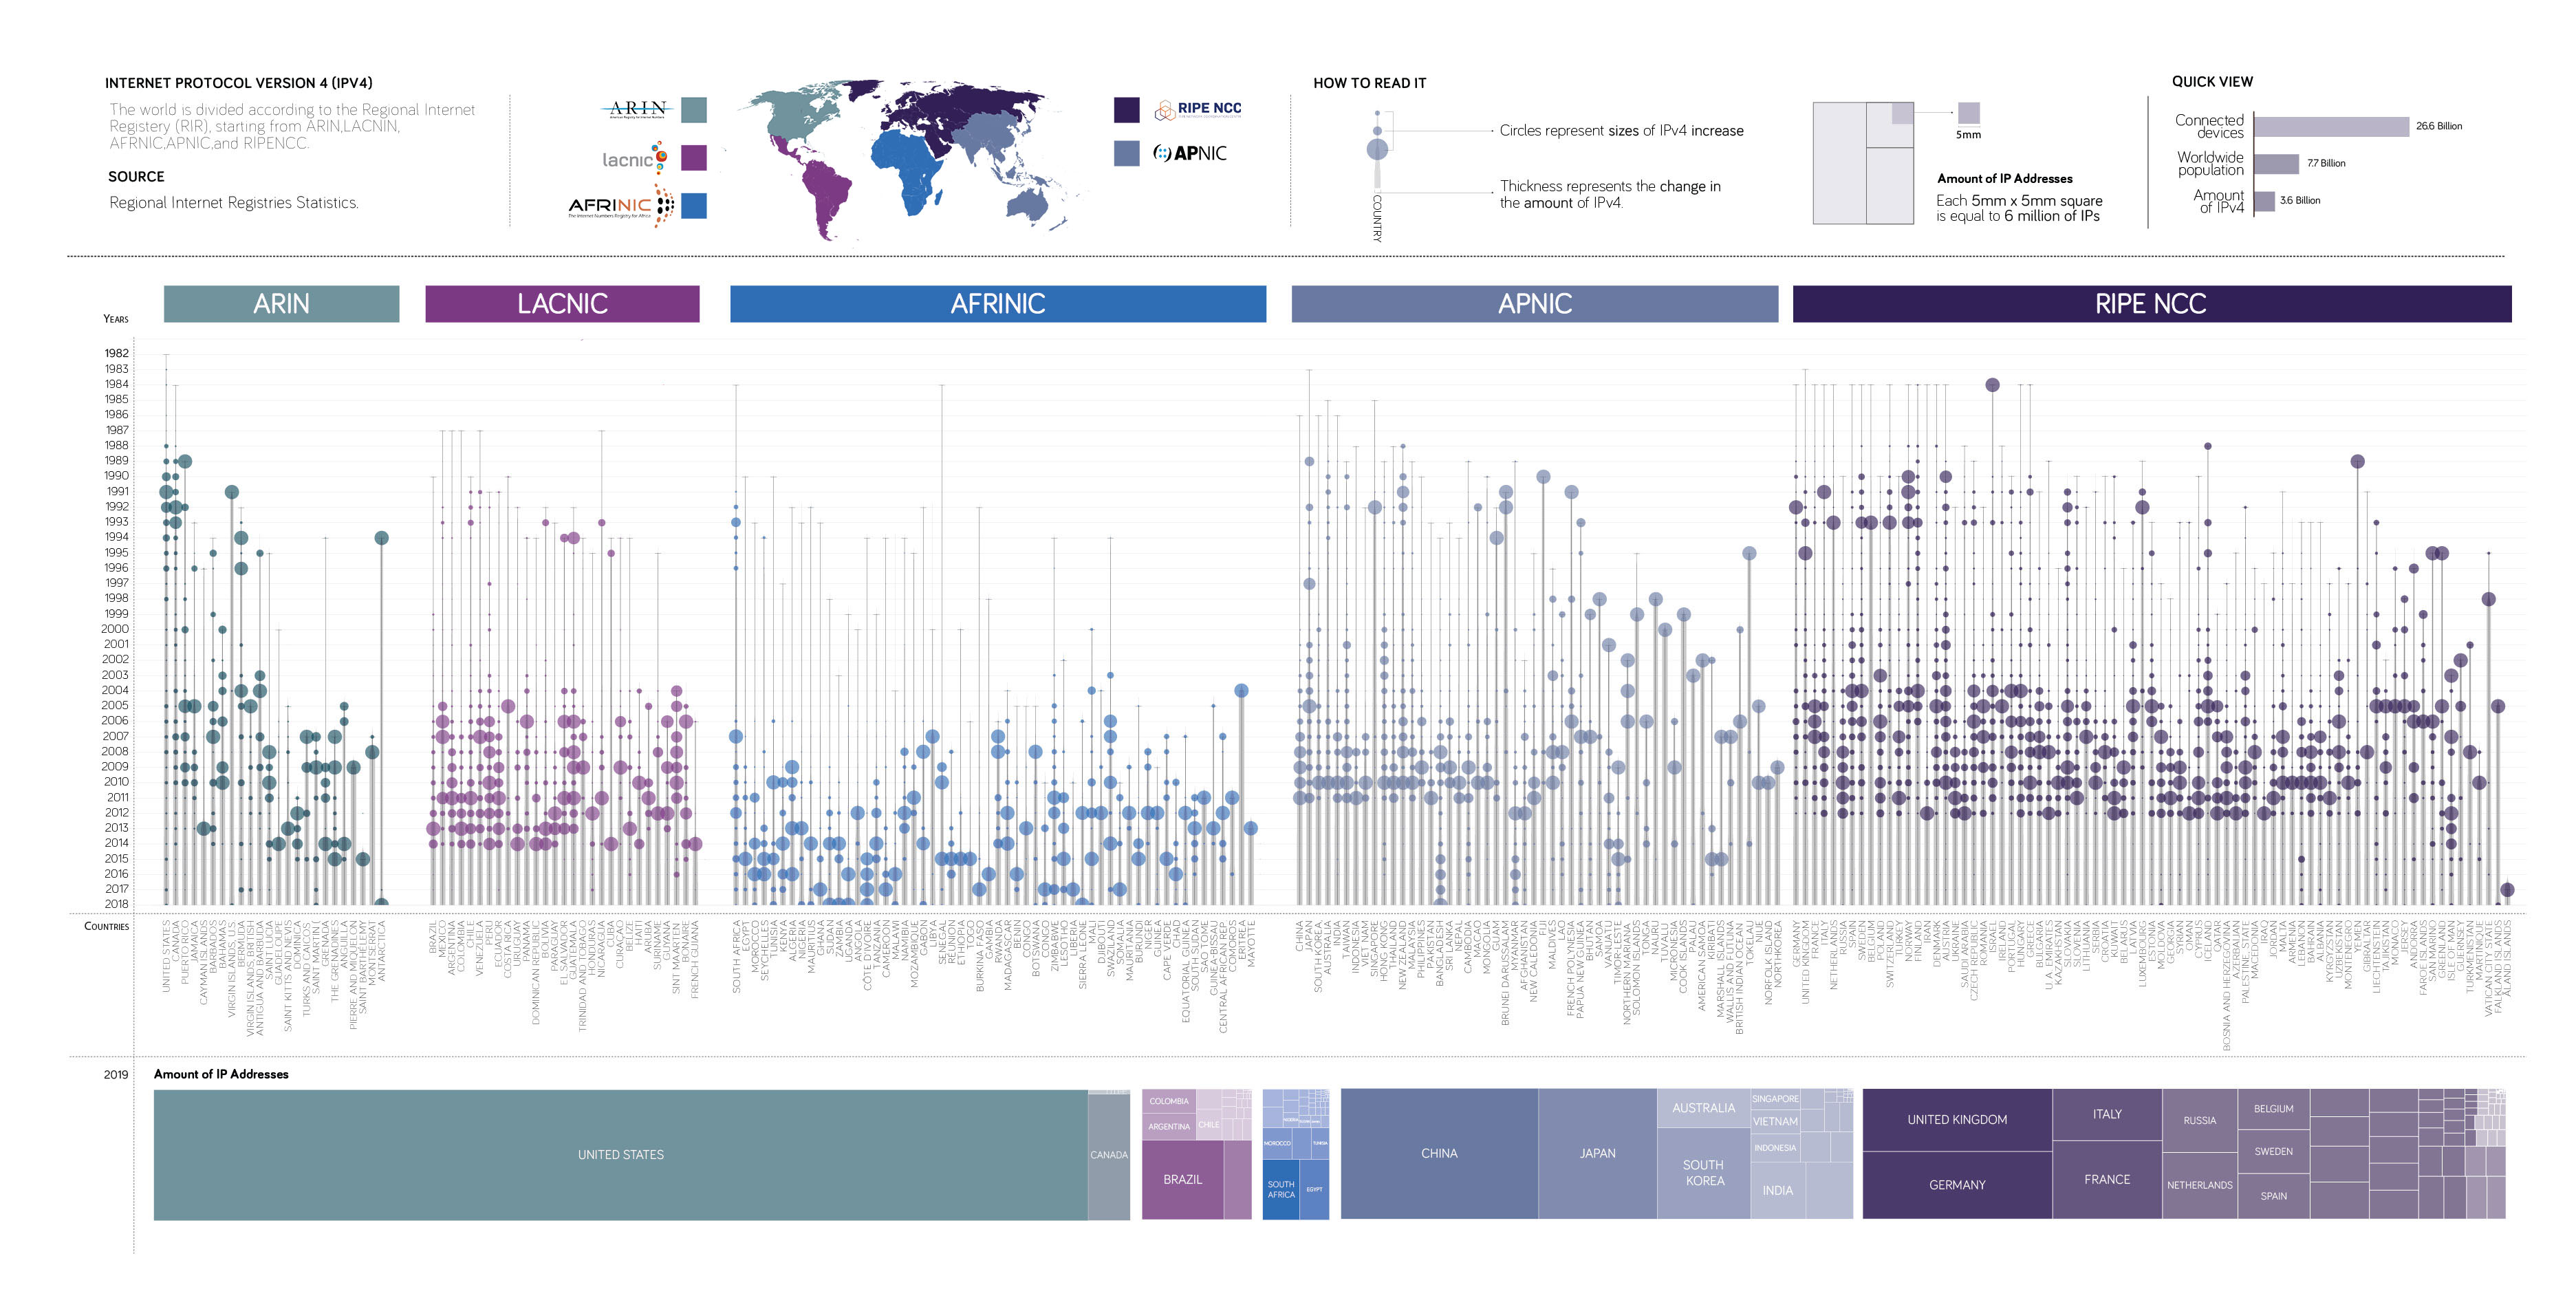 INTERNET PROTOCOL VERSION 4 (IPV4)
The world is divided according to the Regional Internet
Registery (RIR), starting from ARIN,LACNIN,
AFRNIC,APNIC,and RIPENCC.
SOURCE
Regional Internet Registries Statistics.
ARIN
lacnic
AFRINIC
The Internet Numbers Registry for Africa
RIPE NCC
APNIC
HOW TO READ IT
Circles represent sizes of IPv4 increase
Thickness represents the change in
the amount of IPv4.
COUNTRY
5mm
Amount of IP Addresses
Each 5mm x 5mm square
is equal to 6 million of IPs
QUICK VIEW
Connected
devices
26.6 Billion
Worldwide
population
7.7 Billion
Amount
of IPv4
3.6 Billion
ARIN
LACNIC
AFRINIC
APNIC
RIPE NCC
YEARS
1982
1983
1984
1985
1986
1987
1988
1989
1990
1991
1992
1993
1994
1995
1996
1997
1998
1999
2000
2001
2002
2003
2004
2005
2006
2007
2008
2009
2010
2011
2012
2013
2014
2015
2016
2017
2018
COUNTRIES
UNITED STATES
CANADA
PUERTO RICO
JAMAICA
CAYMAN ISLANDS
BARBADOS
BAHAMAS
VIRGIN ISLANDS, U.S.
BERMUDA
VIRGIN ISLANDS, BRITISH
ANTIGUA AND BARBUDA
SAINT LUCIA
GUADELOUPE
SAINT KITTS AND NEVIS
DOMINICA
TURKS AND CAICOS
SAINT MARTIN (
GRENADA
THE GRENADINES
ANGUILLA
PIERRE AND MIQUELON
SAINT BARTHÉLEMY
MONTSERRAT
ANTARCTICA
BRAZIL
MEXICO
ARGENTINA
COLOMBIA
CHILE
VENEZUELA
PERU
ECUADOR
COSTA RICA
URUGUAY
PANAMA
DOMINICAN REPUBLIC
BOLIVIA
PARAGUAY
EL SALVADOR
GUATEMALA
TRINIDAD AND TOBAGO
HONDURAS
NICARAGUA
CUBA
CURAÇAO
BELIZE
HAITI
ARUBA
SURINAME
GUYANA
SINT MAARTEN
BONAIRE
FRENCH GUIANA
SOUTH AFRICA
EGYPT
MOROCCO
SEYCHELLES
TUNISIA
KENYA
ALGERIA
NIGERIA
MAURITIUS
GHANA
SUDAN
ZAMBIA
UGANDA
ANGOLA
CÔTE D'IVOIRE
TANZANIA
CAMEROON
MALAWI
NAMIBIA
MOZAMBIQUE
GABON
LIBYA
SENEGAL
RÉUNION
ETHIOPIA
TOGO
BURKINA FASO
GAMBIA
RWANDA
MADAGASCAR
BENIN
CONGO
BOTSWANA
CONGO
ZIMBABWE
LESOTHO
LIBERIA
SIERRA LEONE
MALI
DJIBOUTI
SWAZILAND
SOMALIA
MAURITANIA
BURUNDI
NIGER
GUINEA
CAPE VERDE
CHAD
EQUATORIAL GUINEA
SOUTH SUDAN
GUINEA-BISSAU
CENTRAL AFRICAN REP.
COMOROS
ERITREA
MAYOTTE
CHINA
JAPAN
SOUTH KOREA,
AUSTRALIA
INDIA
TAIWAN
INDONESIA
VIET NAM
SINGAPORE
HONG KONG
THAILAND
NEW ZEALAND
MALAYSIA
PHILIPPINES
PAKISTAN
BANGLADESH
SRI LANKA
NEPAL
CAMBODIA
MACAO
MONGOLIA
GUAM
BRUNEI DARUSSALAM
MYANMAR
AFGHANISTAN
NEW CALEDONIA
FIJI
MALDIVES
LAO
FRENCH POLYNESIA
PAPUA NEW GUINEA
BHUTAN
SAMOA
VANUATU
TIMOR-LESTE
NORTHERN MARIANA
SOLOMON ISLANDS
TONGA
NAURU
TUVALU
MICRONESIA
COOK ISLANDS
PALAU
AMERICAN SAMOA
KIRIBATI
MARSHALL ISLANDS
WALLIS AND FUTUNA
BRITISH INDIAN OCEAN
TOKELAU
NIUE
NORFOLK ISLAND
NORTHKOREA
GERMANY
UNITED KINGDOM
FRANCE
ITALY
NETHERLANDS
RUSSIA
SPAIN
SWEDEN
BELGIUM
POLAND
SWITZERLAND
TURKEY
NORWAY
FINLAND
IRAN
DENMARK
AUSTRIA
UKRAINE
SAUDI ARABIA
CZECH REPUBLIC
ROMANIA
ISRAEL
IRELAND
PORTUGAL
HUNGARY
GREECE
BULGARIA
U.A. EMIRATES
KAZAKHSTAN
SLOVAKIA
SLOVENIA
LITHUANIA
SERBIA
CROATIA
KUWAIT
BELARUS
LATVIA
LUXEMBOURG
ESTONIA
MOLDOVA
GEORGIA
SYRIAN
OMAN
CYPRUS
ICELAND
QATAR
BOSNIA AND HERZEGOVINA
AZERBAIJAN
PALESTINE, STATE
MACEDONIA
IRAQ
JORDAN
MALTA
ARMENIA
LEBANON
BAHRAIN
ALBANIA
KYRGYZSTAN
UZBEKISTAN
MONTENEGRO
YEMEN
GIBRALTAR
LIECHTENSTEIN
TAJIKISTAN
MONACO
JERSEY
ANDORRA
FAROE ISLANDS
SAN MARINO
GREENLAND
ISLE OF MAN
GUERNSEY
TURKMENISTAN
MARTINIQUE
VATICAN CITY STATE
FALKLAND ISLANDS
ÅLAND ISLANDS
2019
Amount of IP Addresses
UNITED STATES
CANADA
COLOMBIA
ARGENTINA
CHILE
BRAZIL
MOROCCO
TUNISIA
SOUTH
AFRICA
EGYPT
CHINA
JAPAN
AUSTRALIA
SOUTH
KOREA
SINGAPORE
VIETNAM
INDONESIA
INDIA
UNITED KINGDOM
GERMANY
ITALY
FRANCE
RUSSIA
NETHERLANDS
BELGIUM
SWEDEN
SPAIN